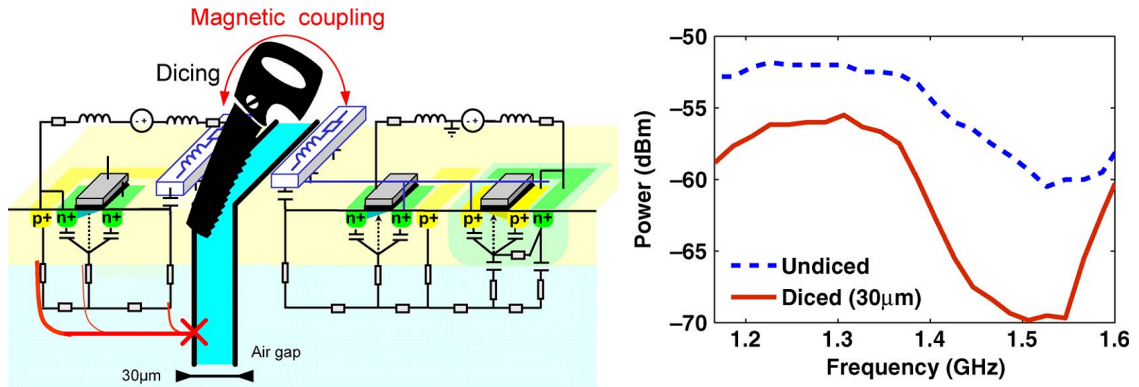 Magnetic coupling
Dicing
- +
- +
p+
n+
n+
n+
n+
p+
p+
n+
Air gap
30µm
−50
−55
−60
−65
−70
Power (dBm)
Undiced
Diced (30µm)
1.2
1.3
1.4
1.5
1.6
Frequency (GHz)